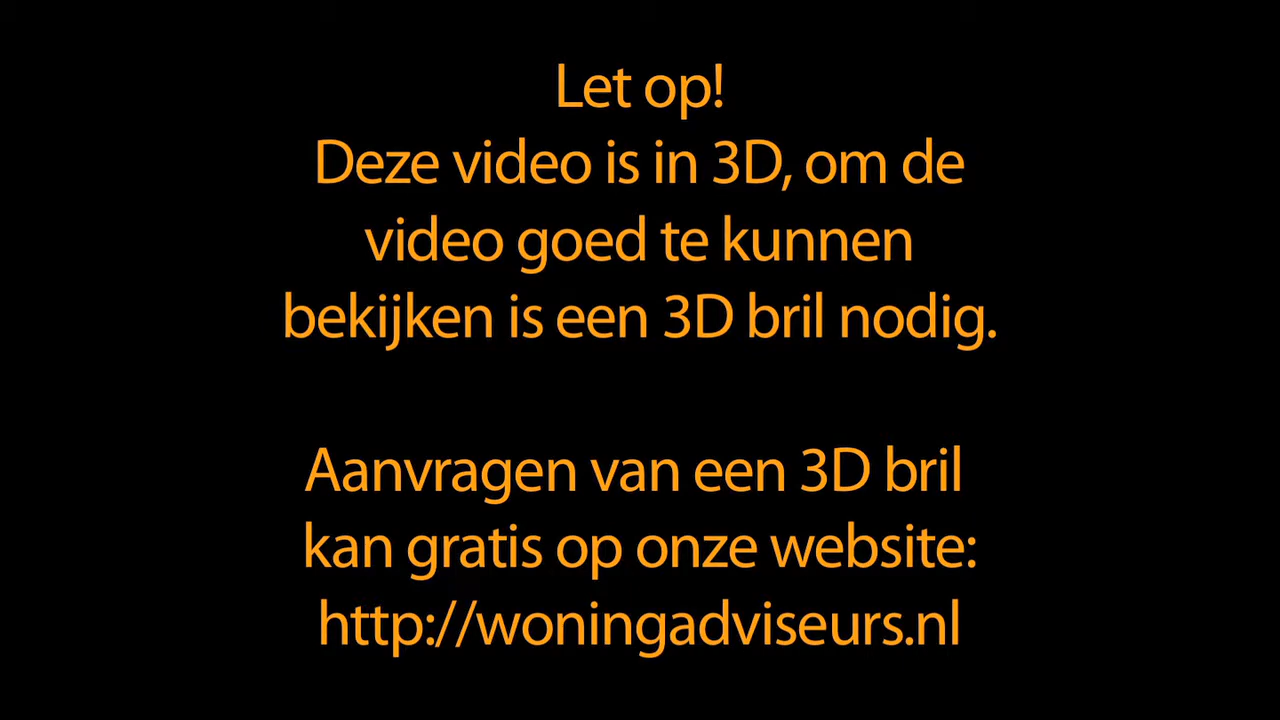 Let op!
Deze video is in 3D, om de
video goed te kunnen
bekijken is een 3D bril nodig.
Aanvragen van een 3D bril
kan gratis op onze website:
http://woningadviseurs.nl